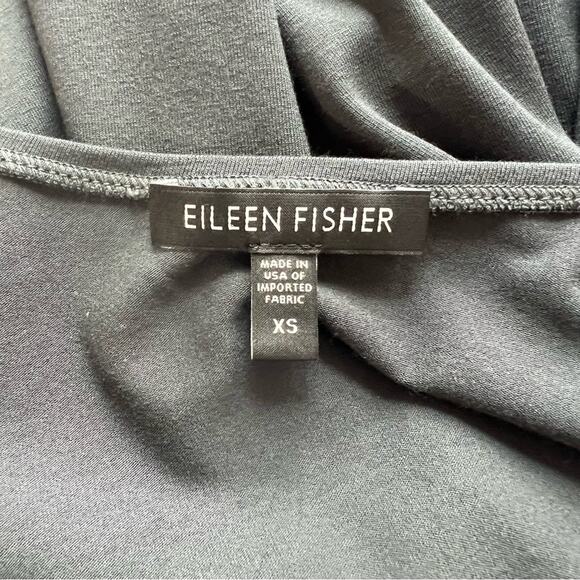 EILEEN FISHER
MADE IN
USA OF
IMPORTED
FABRIC
XS